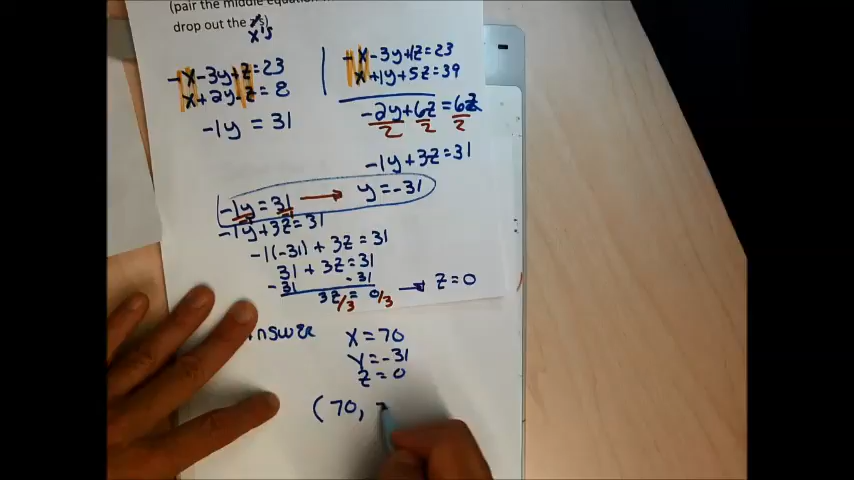 (pair the middle equation
drop out the z's)
x's
-x-3y+z=23
x+2y-z=8
-1y=31
-x-3y+1z=23
x+1y+5z=39
-2y+6z=62
2 2 2
-1y+3z=31
-1y=31 → y=-31
-1y+3z=31
-1(-31)+3z=31
31+3z=31
-31 -31
3z/3=0/3 → z=0
Answer
x=70
y=-31
z=0
(70, -